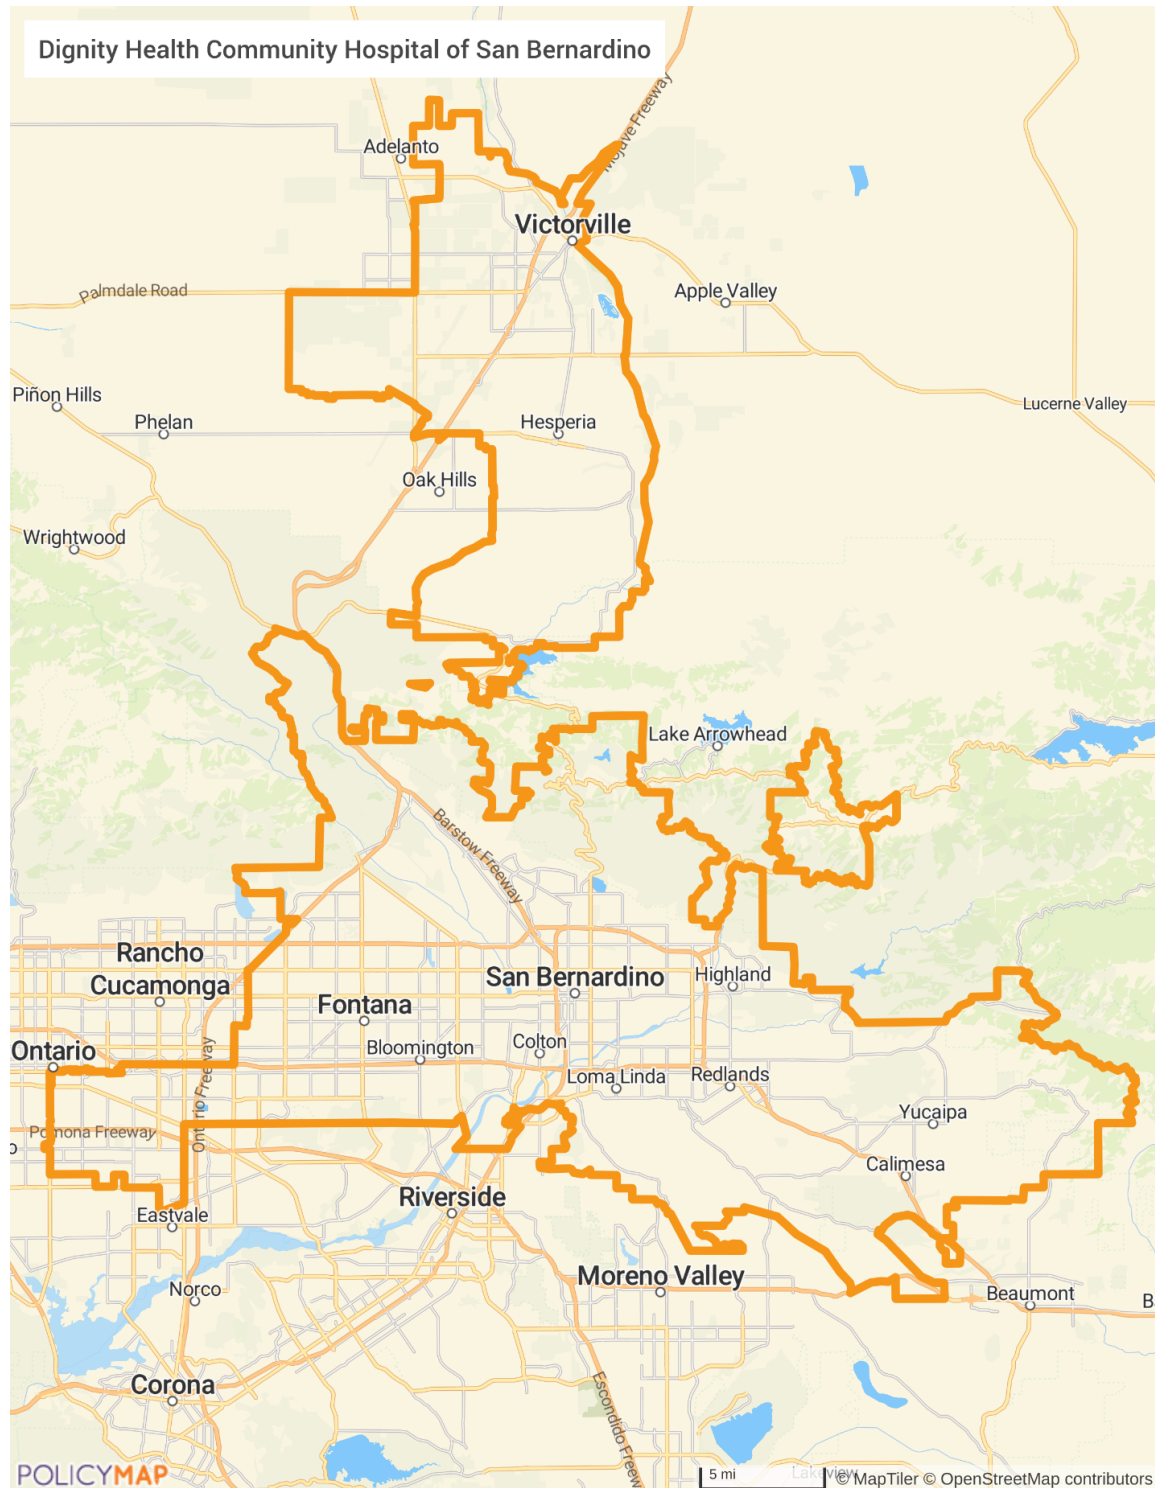 Dignity Health Community Hospital of San Bernardino
Mojave Freeway
Adelanto
Victorville
Palmdale Road
Apple Valley
Piñon Hills
Phelan
Hesperia
Lucerne Valley
Oak Hills
Wrightwood
Lake Arrowhead
Barstow Freeway
Rancho
Cucamonga
San Bernardino
Highland
Fontana
Ontario
Bloomington
Colton
Loma Linda
Redlands
Ontario Freeway
Yucaipa
Pomona Freeway
o
Calimesa
Riverside
Eastvale
Moreno Valley
Norco
Beaumont
B
Corona
Escondido Freew
POLICYMAP
5 mi
Lakeview
© MapTiler © OpenStreetMap contributors